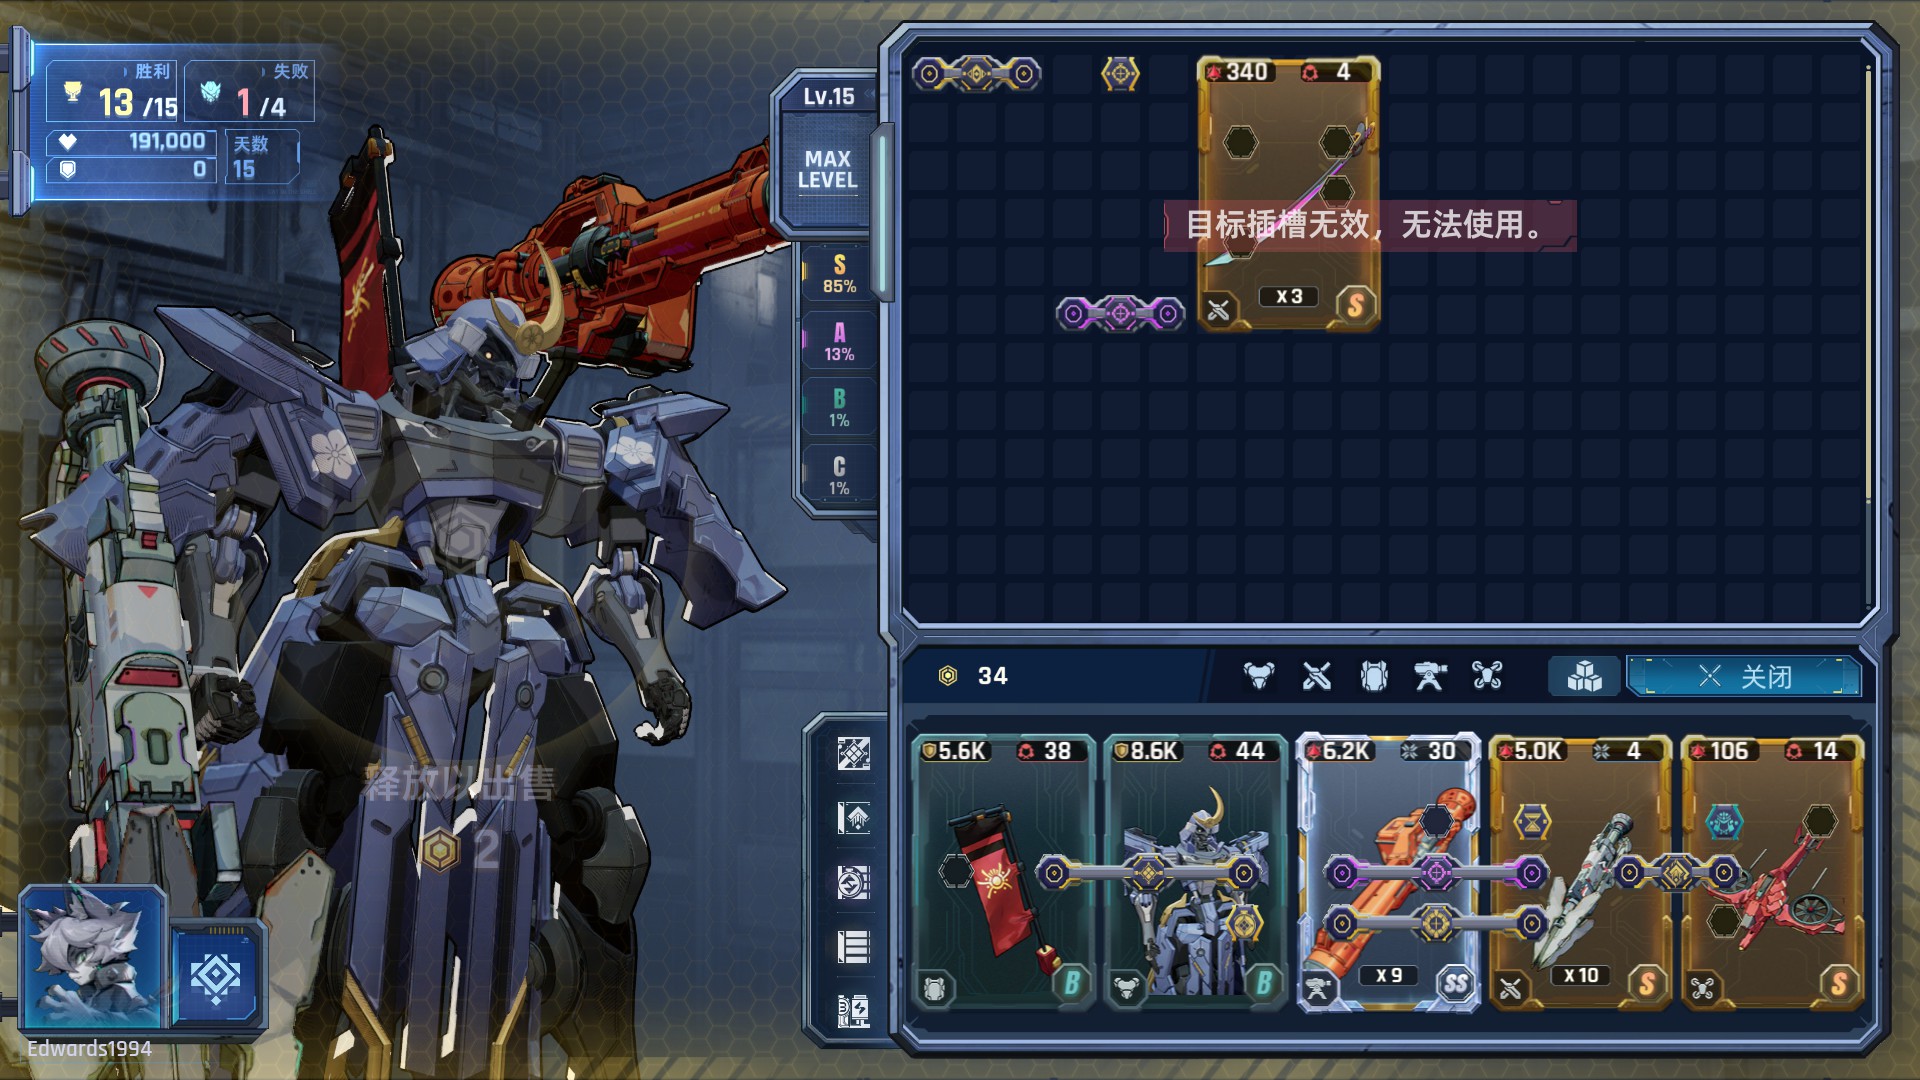 胜利
13 /15
失败
1 /4
191,000
0
天数
15
Lv.15
MAX
LEVEL
S
85%
A
13%
B
1%
C
1%
340
4
目标插槽无效，无法使用。
x3
S
34
关闭
释放以出售
2
5.6K
38
B
8.6K
44
B
6.2K
30
x9
SS
5.0K
4
x10
S
106
14
S
Edwards1994